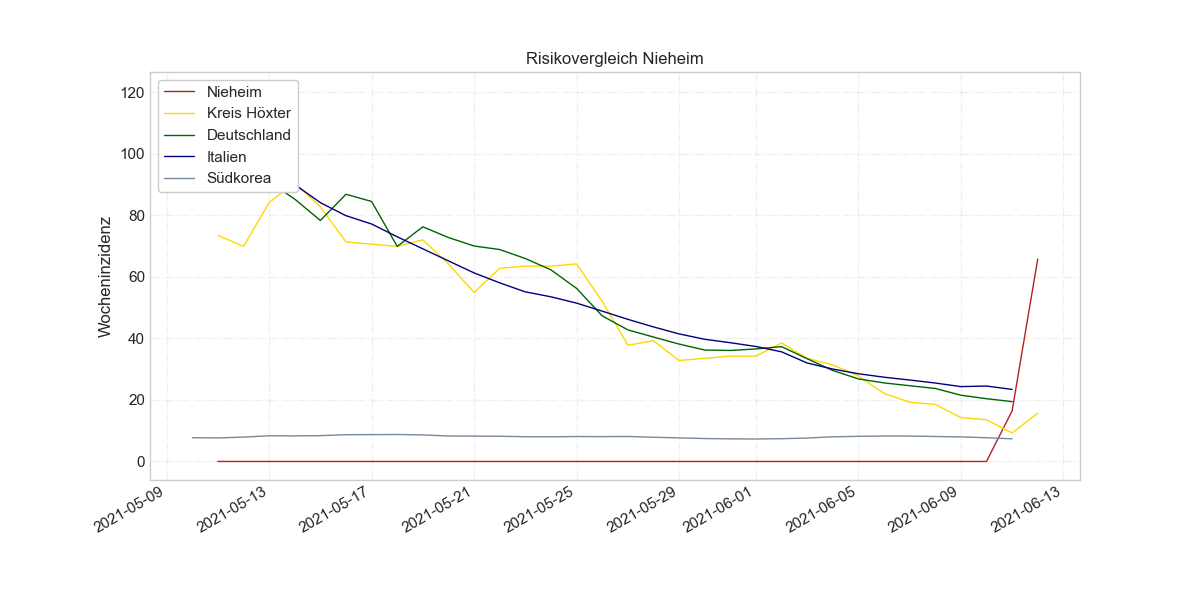 Risikovergleich Nieheim
Nieheim
Kreis Höxter
Deutschland
Italien
Südkorea
Wocheninzidenz
120
100
80
60
40
20
0
2021-05-09
2021-05-13
2021-05-17
2021-05-21
2021-05-25
2021-05-29
2021-06-01
2021-06-05
2021-06-09
2021-06-13